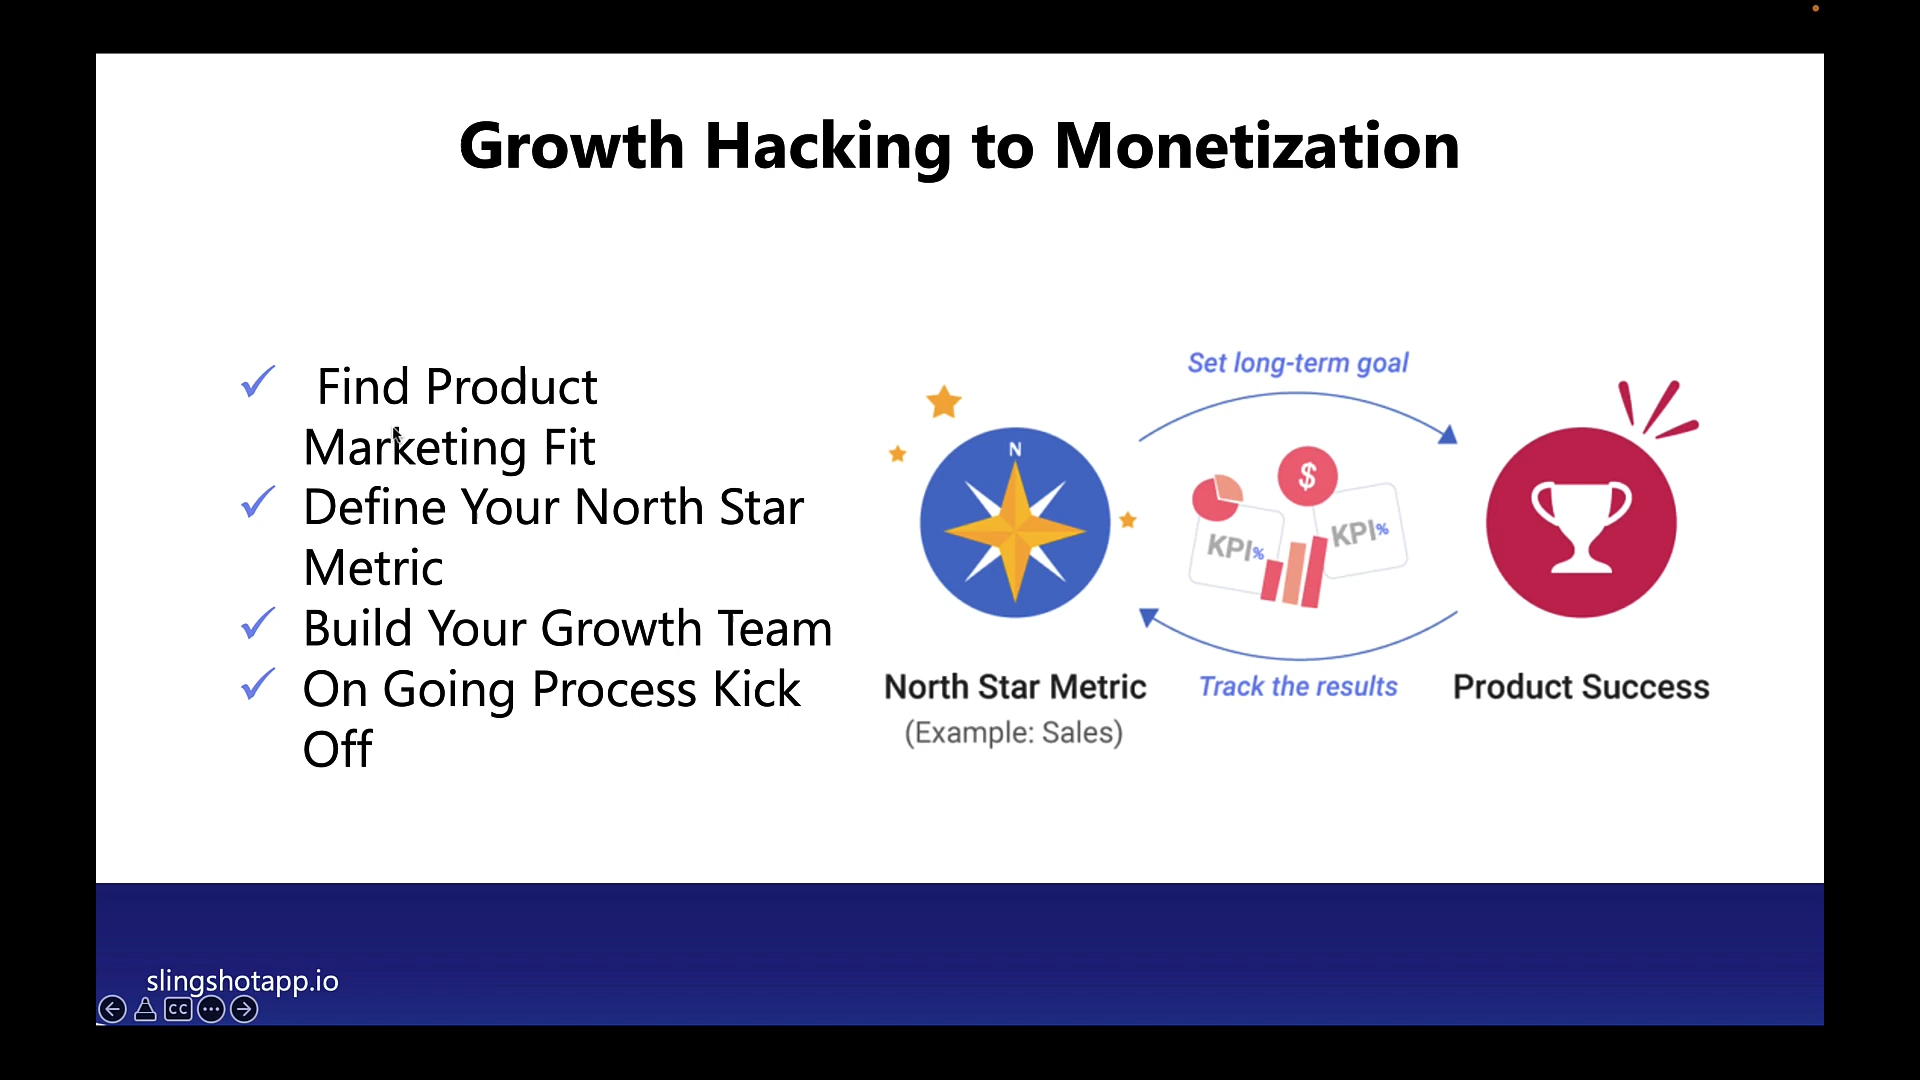 Growth Hacking to Monetization
Find Product
Marketing Fit
Define Your North Star
Metric
Build Your Growth Team
On Going Process Kick
Off
Set long-term goal
N
$
KPI%
KPI%
North Star Metric
(Example: Sales)
Track the results
Product Success
slingshotapp.io
CC